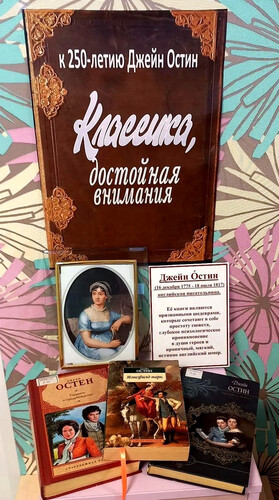 к 250-летию Джейн Остин
Классика,
достойная
внимания
Джейн Остин
(16 декабря 1775 - 18 июля 1817)
английская писательница.
Её книги являются
признанными шедеврами,
которые сочетают в себе
простоту сюжета,
глубокое психологическое
проникновение
в души героев и
ироничный, мягкий,
истинно английский юмор.
ОСТЕН
ОСТИН
Мэнсфилд-парк
Джейн
ОСТИН